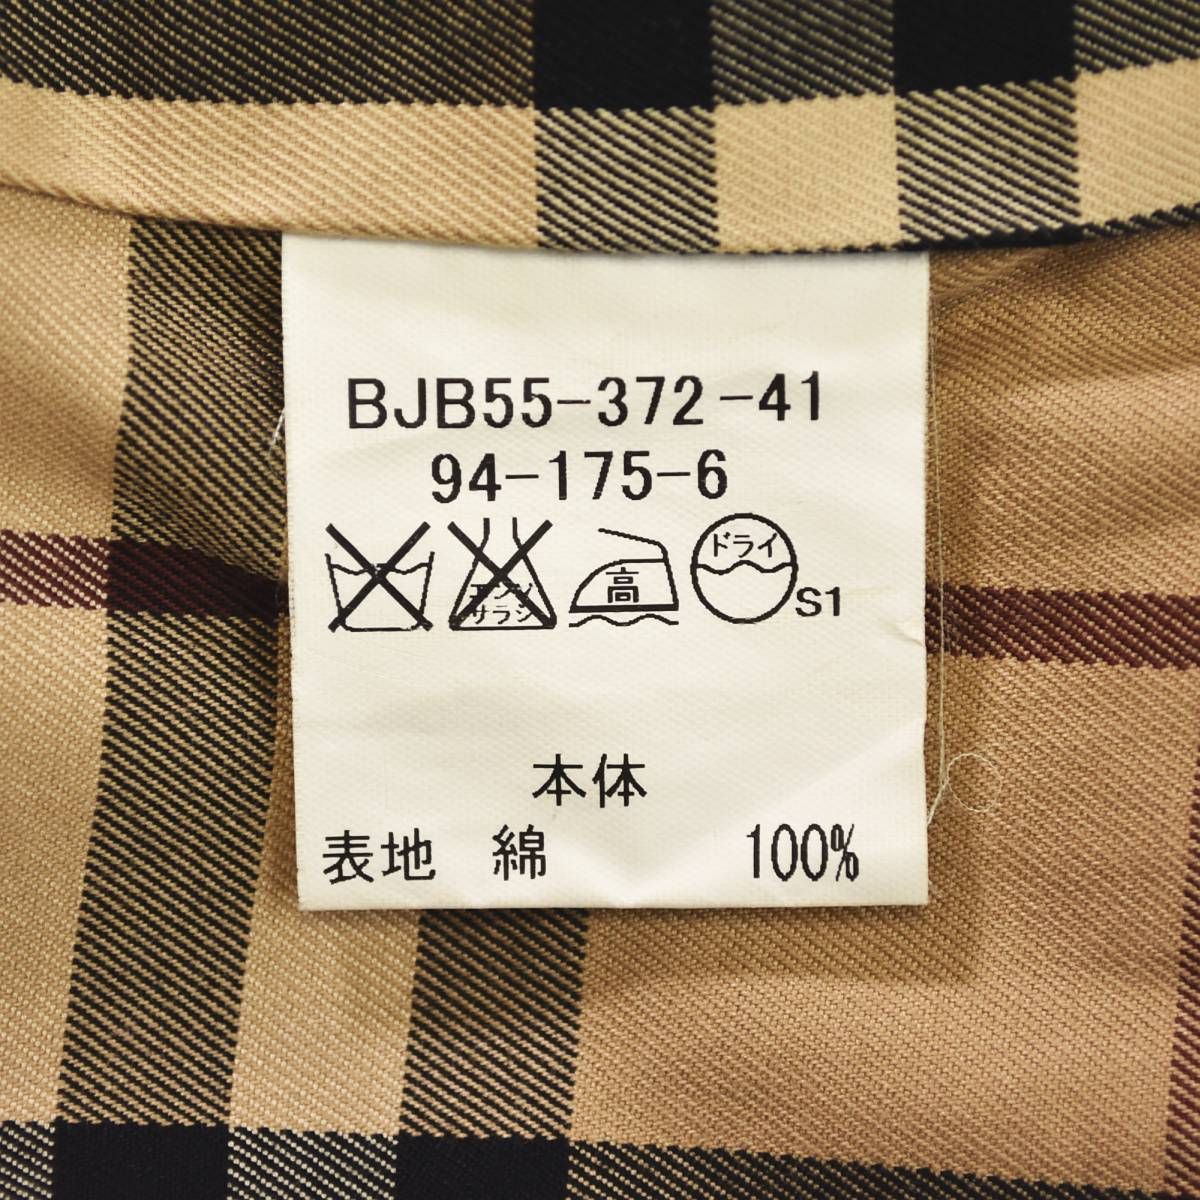 BJB55-372-41
94-175-6
エンソ
サラシ
高
ドライ
S1
本体
表地 綿 100%